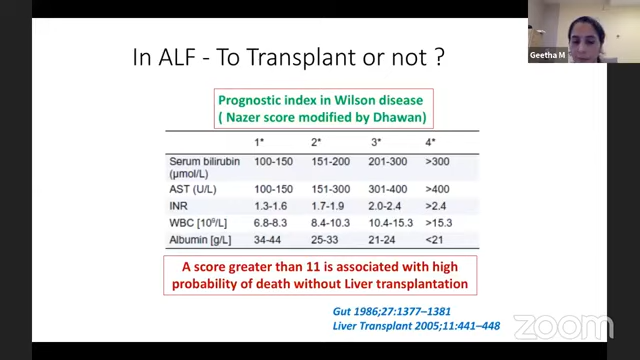 In ALF - To Transplant or not ?
Geetha M
Prognostic index in Wilson disease
( Nazer score modified by Dhawan)
1* 2* 3* 4*
Serum bilirubin (µmol/L) 100-150 151-200 201-300 >300
AST (U/L) 100-150 151-300 301-400 >400
INR 1.3-1.6 1.7-1.9 2.0-2.4 >2.4
WBC [10⁹/L] 6.8-8.3 8.4-10.3 10.4-15.3 >15.3
Albumin [g/L] 34-44 25-33 21-24 <21
A score greater than 11 is associated with high
probability of death without Liver transplantation
Gut 1986;27:1377–1381
Liver Transplant 2005;11:441–448
zoom